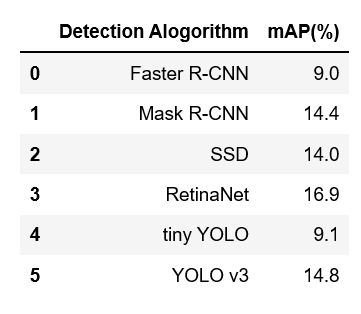 Detection Alogorithm mAP(%)
0 Faster R-CNN 9.0
1 Mask R-CNN 14.4
2 SSD 14.0
3 RetinaNet 16.9
4 tiny YOLO 9.1
5 YOLO v3 14.8